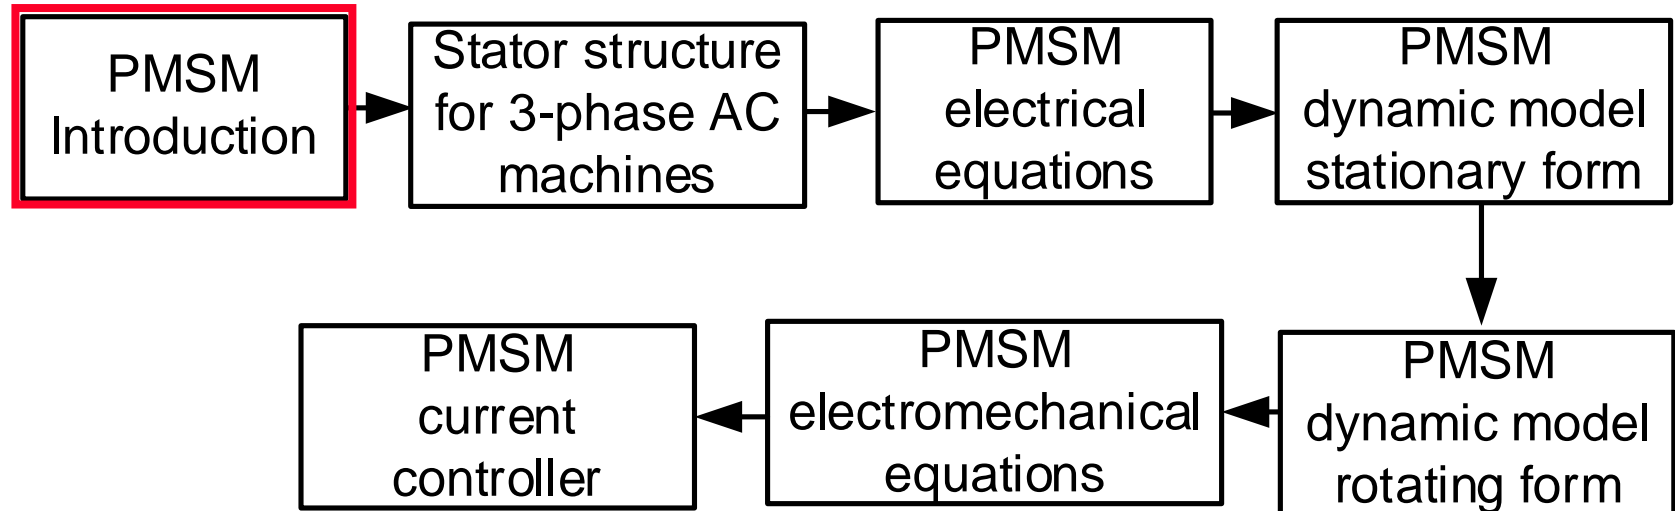 PMSM
Introduction
Stator structure
for 3-phase AC
machines
PMSM
electrical
equations
PMSM
dynamic model
stationary form
PMSM
dynamic model
rotating form
PMSM
electromechanical
equations
PMSM
current
controller